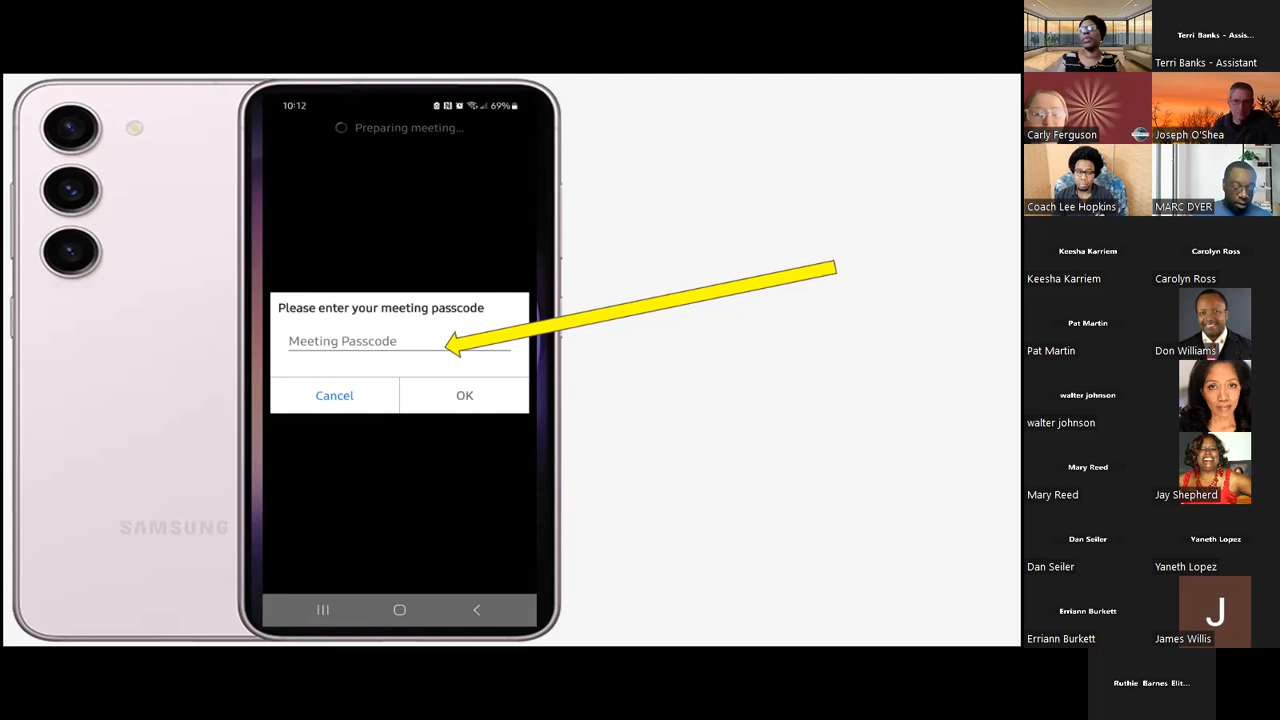 10:12
69%
Preparing meeting...
Please enter your meeting passcode
Meeting Passcode
Cancel
OK
SAMSUNG
Terri Banks - Assis...
Terri Banks - Assistant
Carly Ferguson
Joseph O'Shea
Coach Lee Hopkins
MARC DYER
Keesha Karriem
Carolyn Ross
Keesha Karriem
Carolyn Ross
Pat Martin
Pat Martin
Don Williams
walter johnson
walter johnson
Mary Reed
Mary Reed
Jay Shepherd
Dan Seiler
Yaneth Lopez
Dan Seiler
Yaneth Lopez
Erriann Burkett
Erriann Burkett
J
James Willis
Ruthie Barnes Elit...